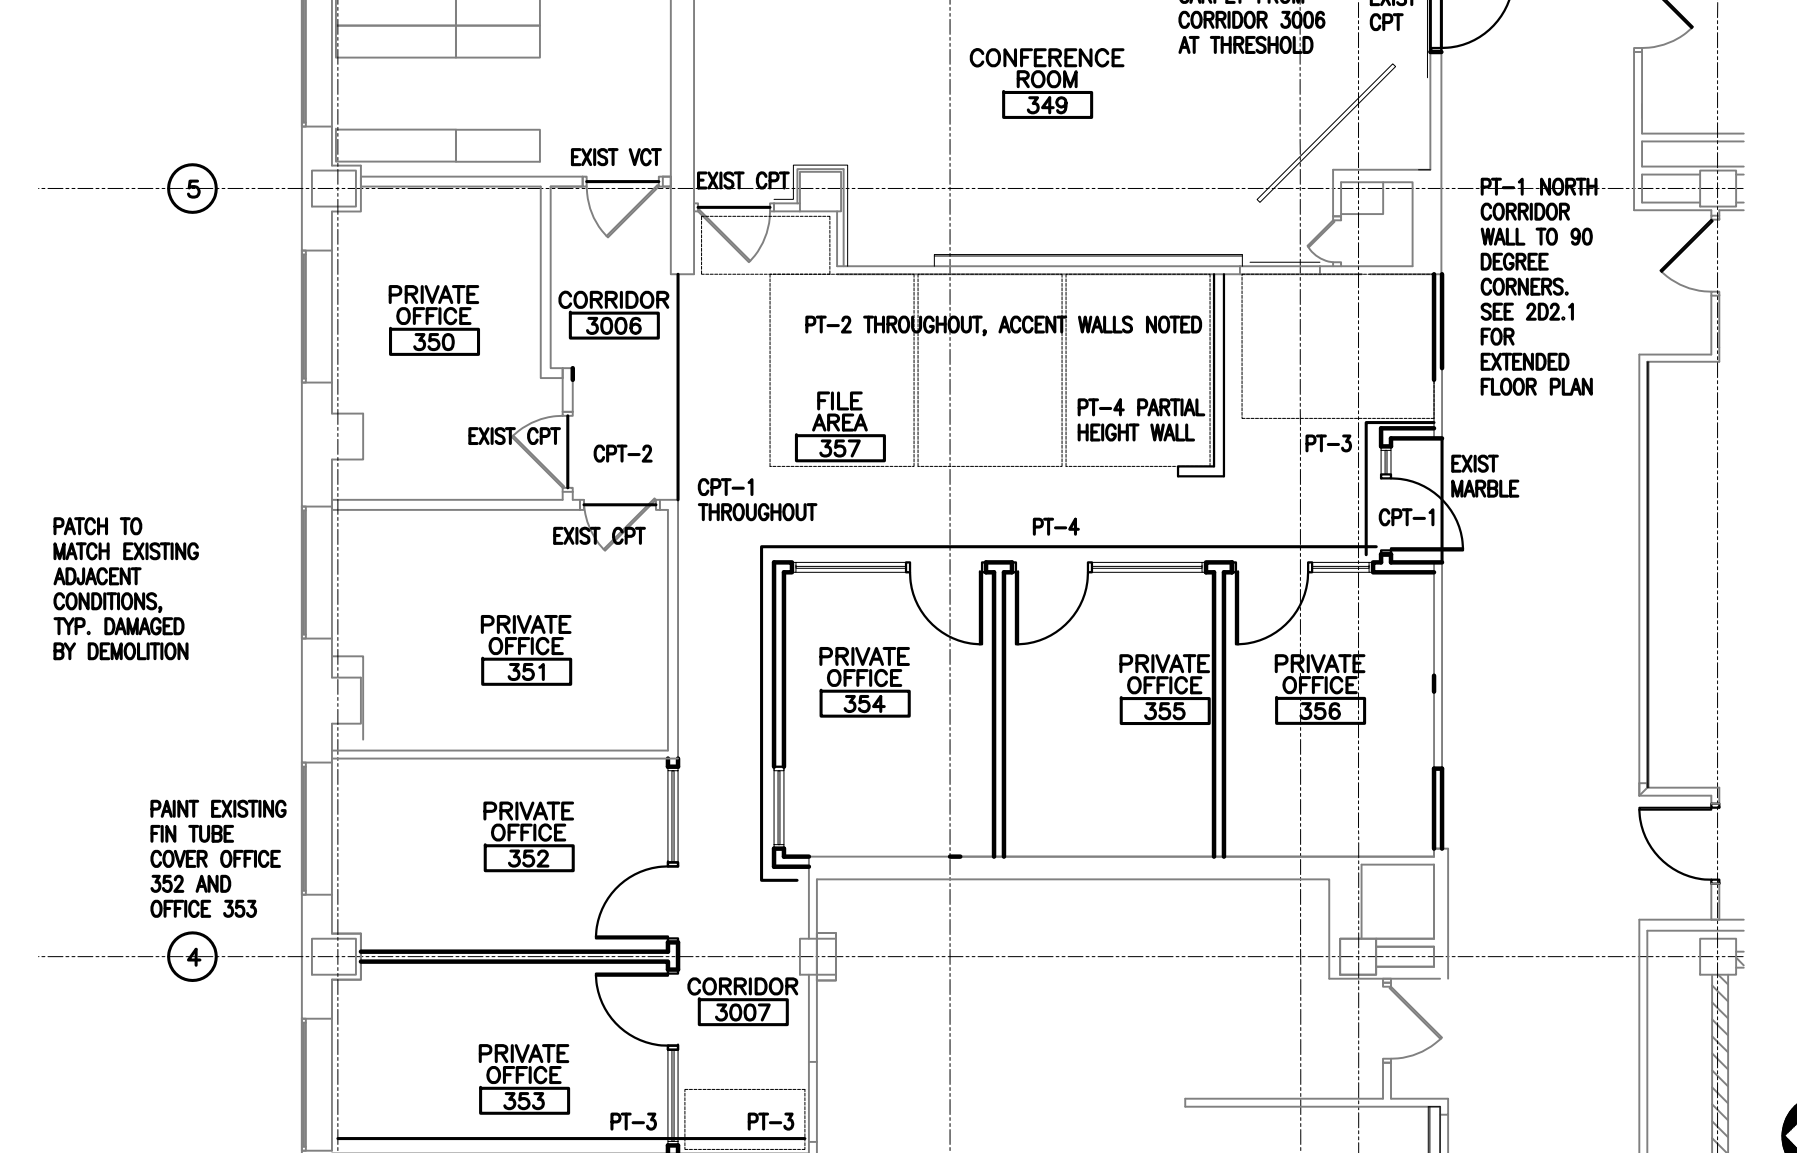 CORRIDOR 3006
AT THRESHOLD
EXIST
CPT
CONFERENCE
ROOM
349
EXIST VCT
EXIST CPT
5
PT-1 NORTH
CORRIDOR
WALL TO 90
DEGREE
CORNERS.
SEE 2D2.1
FOR
EXTENDED
FLOOR PLAN
PRIVATE
OFFICE
350
CORRIDOR
3006
PT-2 THROUGHOUT, ACCENT WALLS NOTED
FILE
AREA
357
PT-4 PARTIAL
HEIGHT WALL
EXIST CPT
CPT-2
PT-3
EXIST
MARBLE
CPT-1
THROUGHOUT
CPT-1
PT-4
EXIST CPT
PATCH TO
MATCH EXISTING
ADJACENT
CONDITIONS,
TYP. DAMAGED
BY DEMOLITION
PRIVATE
OFFICE
351
PRIVATE
OFFICE
354
PRIVATE
OFFICE
355
PRIVATE
OFFICE
356
PAINT EXISTING
FIN TUBE
COVER OFFICE
352 AND
OFFICE 353
PRIVATE
OFFICE
352
4
CORRIDOR
3007
PRIVATE
OFFICE
353
PT-3
PT-3